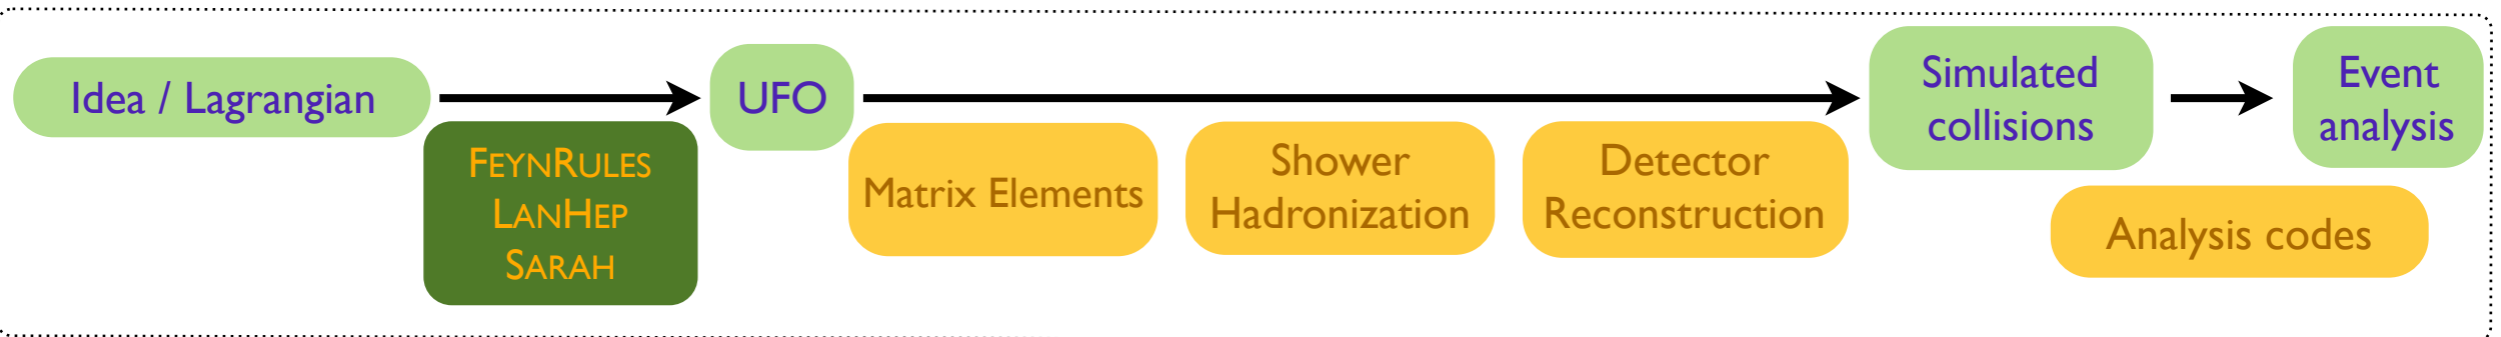 Idea / Lagrangian
FEYNRULES
LANHEP
SARAH
UFO
Matrix Elements
Shower
Hadronization
Detector
Reconstruction
Simulated
collisions
Event
analysis
Analysis codes